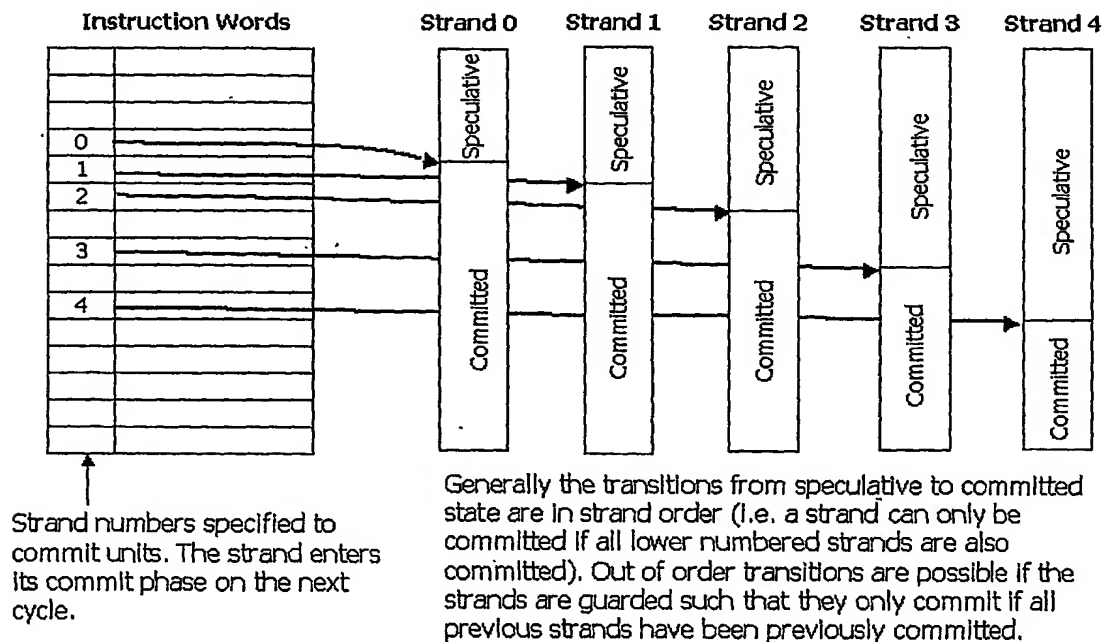 Instruction Words
Strand 0
Strand 1
Strand 2
Strand 3
Strand 4
0
1
2
3
4
Speculative
Committed
Speculative
Committed
Speculative
Committed
Speculative
Committed
Speculative
Committed
Strand numbers specified to
commit units. The strand enters
its commit phase on the next
cycle.
Generally the transitions from speculative to committed
state are in strand order (i.e. a strand can only be
committed if all lower numbered strands are also
committed). Out of order transitions are possible if the
strands are guarded such that they only commit if all
previous strands have been previously committed.